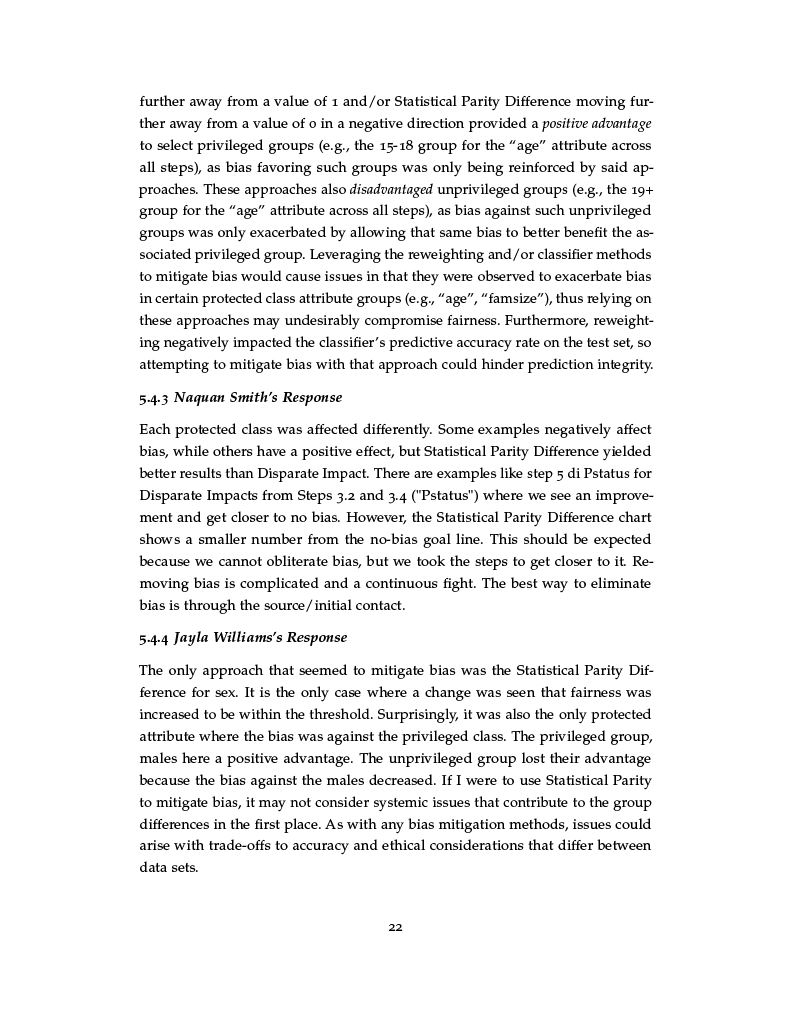 further away from a value of 1 and/or Statistical Parity Difference moving fur-
ther away from a value of 0 in a negative direction provided a positive advantage
to select privileged groups (e.g., the 15-18 group for the “age” attribute across
all steps), as bias favoring such groups was only being reinforced by said ap-
proaches. These approaches also disadvantaged unprivileged groups (e.g., the 19+
group for the “age” attribute across all steps), as bias against such unprivileged
groups was only exacerbated by allowing that same bias to better benefit the as-
sociated privileged group. Leveraging the reweighting and/or classifier methods
to mitigate bias would cause issues in that they were observed to exacerbate bias
in certain protected class attribute groups (e.g., “age”, “famsize”), thus relying on
these approaches may undesirably compromise fairness. Furthermore, reweight-
ing negatively impacted the classifier’s predictive accuracy rate on the test set, so
attempting to mitigate bias with that approach could hinder prediction integrity.
5.4.3 Naquan Smith’s Response
Each protected class was affected differently. Some examples negatively affect
bias, while others have a positive effect, but Statistical Parity Difference yielded
better results than Disparate Impact. There are examples like step 5 di Pstatus for
Disparate Impacts from Steps 3.2 and 3.4 ("Pstatus") where we see an improve-
ment and get closer to no bias. However, the Statistical Parity Difference chart
shows a smaller number from the no-bias goal line. This should be expected
because we cannot obliterate bias, but we took the steps to get closer to it. Re-
moving bias is complicated and a continuous fight. The best way to eliminate
bias is through the source/initial contact.
5.4.4 Jayla Williams’s Response
The only approach that seemed to mitigate bias was the Statistical Parity Dif-
ference for sex. It is the only case where a change was seen that fairness was
increased to be within the threshold. Surprisingly, it was also the only protected
attribute where the bias was against the privileged class. The privileged group,
males here a positive advantage. The unprivileged group lost their advantage
because the bias against the males decreased. If I were to use Statistical Parity
to mitigate bias, it may not consider systemic issues that contribute to the group
differences in the first place. As with any bias mitigation methods, issues could
arise with trade-offs to accuracy and ethical considerations that differ between
data sets.
22